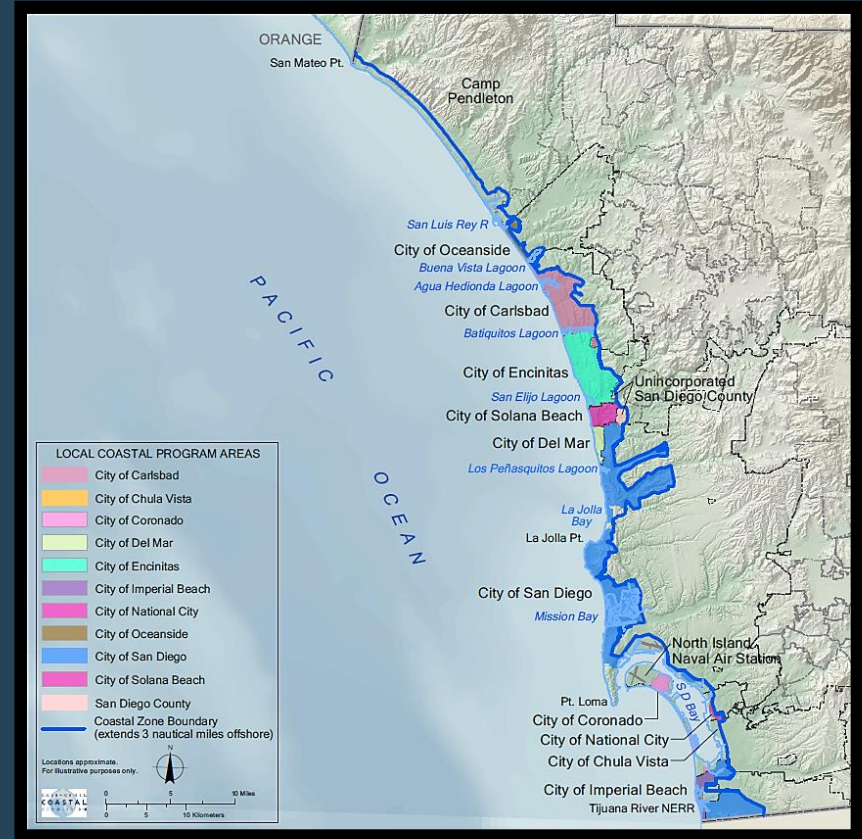 ORANGE
San Mateo Pt.
Camp
Pendleton
San Luis Rey R
City of Oceanside
Buena Vista Lagoon
Agua Hedionda Lagoon
City of Carlsbad
Batiquitos Lagoon
City of Encinitas
Unincorporated
San Diego County
San Elijo Lagoon
City of Solana Beach
City of Del Mar
Los Peñasquitos Lagoon
La Jolla
Bay
La Jolla Pt.
City of San Diego
Mission Bay
North Island
Naval Air Station
S D Bay
Pt. Loma
City of Coronado
City of National City
City of Chula Vista
City of Imperial Beach
Tijuana River NERR
PACIFIC
OCEAN
LOCAL COASTAL PROGRAM AREAS
City of Carlsbad
City of Chula Vista
City of Coronado
City of Del Mar
City of Encinitas
City of Imperial Beach
City of National City
City of Oceanside
City of San Diego
City of Solana Beach
San Diego County
Coastal Zone Boundary
(extends 3 nautical miles offshore)
Locations approximate.
For illustrative purposes only.
N
0 5 10 Miles
0 5 10 Kilometers
COASTAL